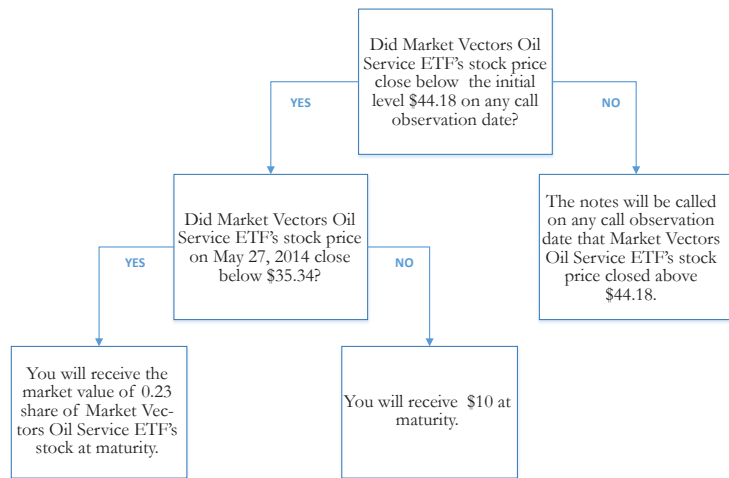 Did Market Vectors Oil
Service ETF's stock price
close below the initial
level $44.18 on any call
observation date?
YES
NO
Did Market Vectors Oil
Service ETF's stock price
on May 27, 2014 close
below $35.34?
The notes will be called
on any call observation
date that Market Vectors
Oil Service ETF's stock
price closed above
$44.18.
YES
NO
You will receive the
market value of 0.23
share of Market Vec-
tors Oil Service ETF's
stock at maturity.
You will receive $10 at
maturity.